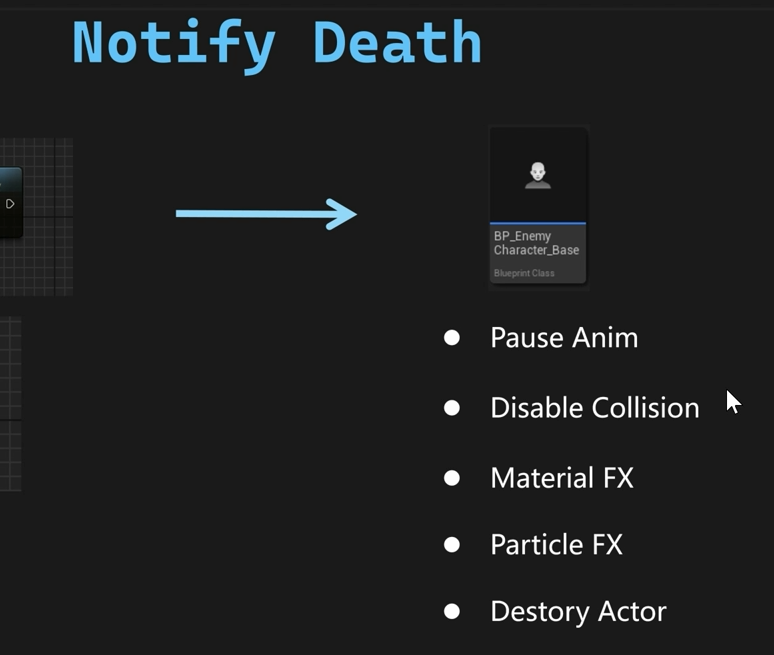 Notify Death
BP_Enemy
Character_Base
Blueprint Class
Pause Anim
Disable Collision
Material FX
Particle FX
Destory Actor